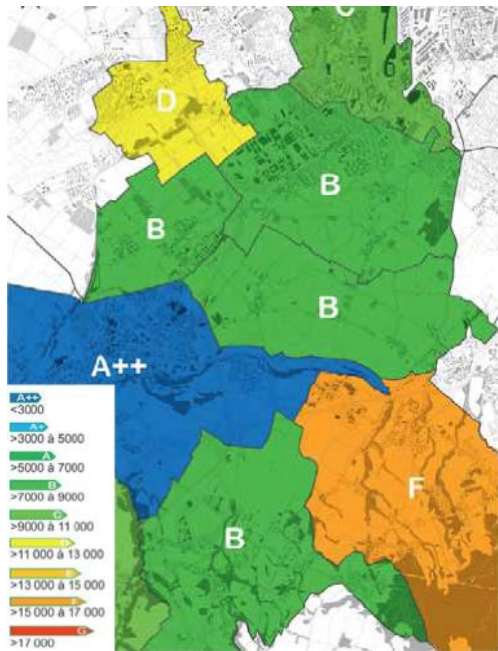 C
D
B
B
B
A++
F
B
A++
<3000
A+
>3000 à 5000
A
>5000 à 7000
B
>7000 à 9000
C
>9000 à 11 000
D
>11 000 à 13 000
E
>13 000 à 15 000
F
>15 000 à 17 000
G
>17 000